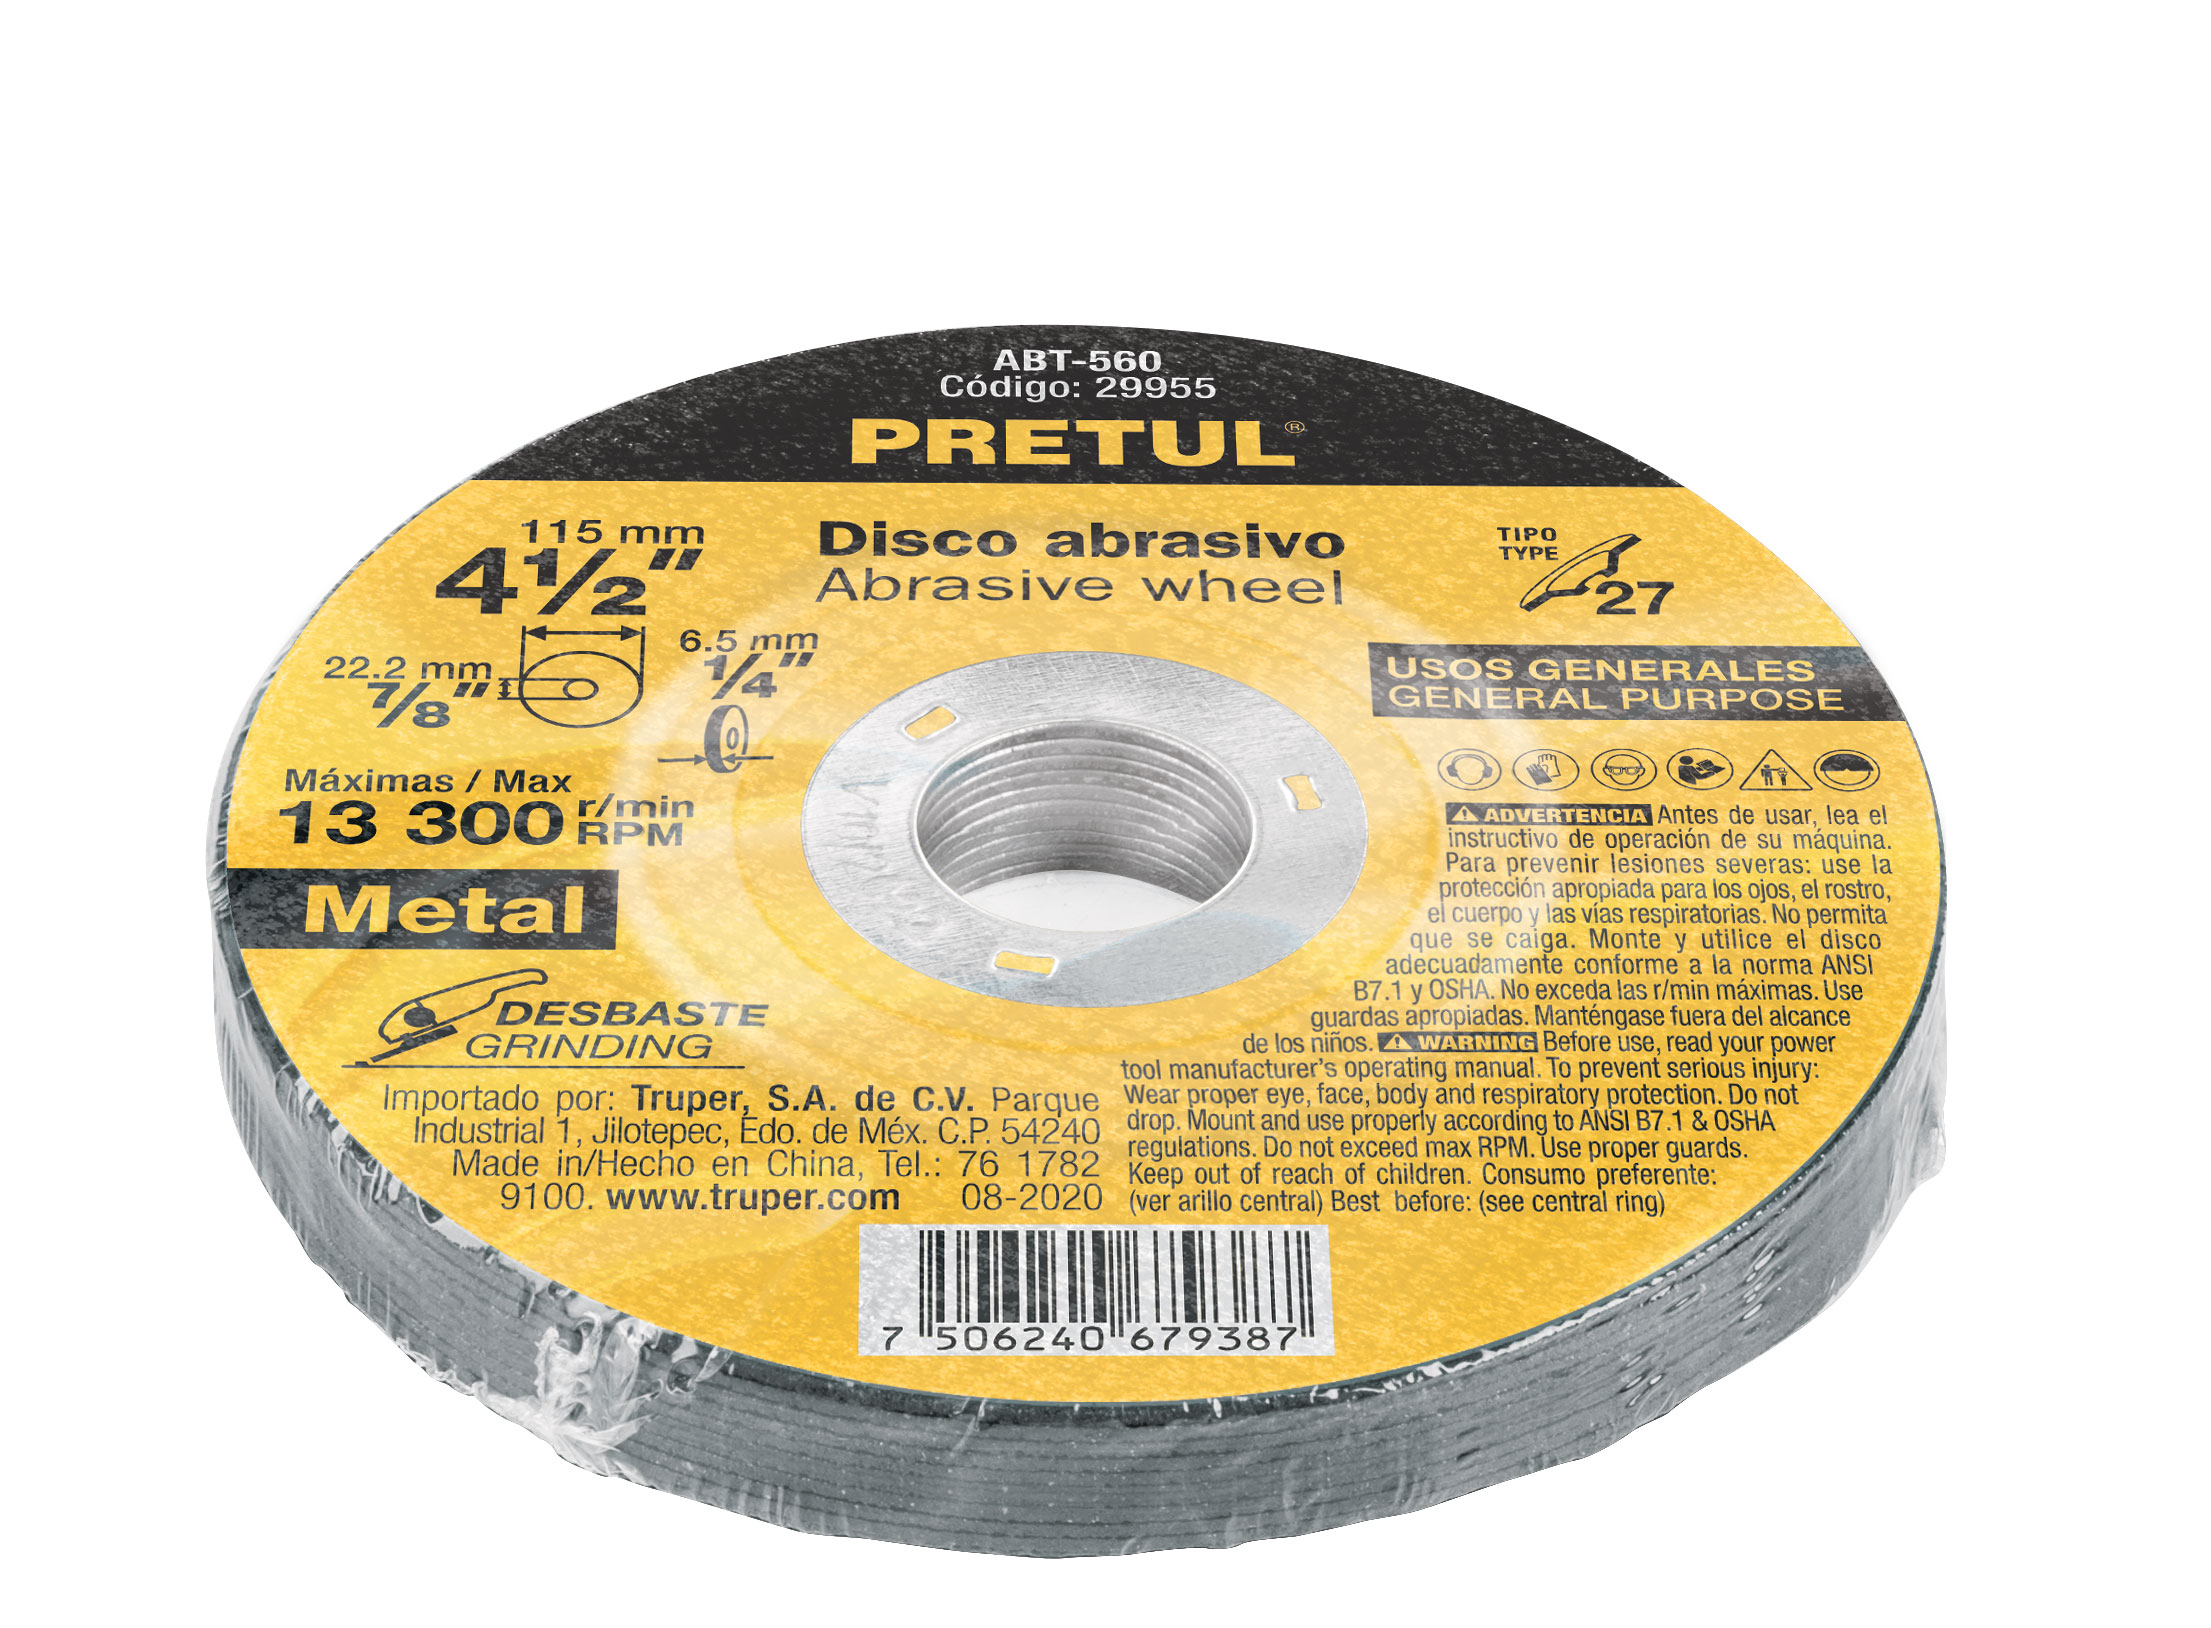 ABT-560
Código: 29955
PRETUL®
115 mm
4 1/2"
22.2 mm
7/8"
6.5 mm
1/4"
Disco abrasivo
Abrasive wheel
TIPO
TYPE
27
USOS GENERALES
GENERAL PURPOSE
Máximas / Max
13 300 r/min
RPM
Metal
DESBASTE
GRINDING
Importado por: Truper, S.A. de C.V. Parque
Industrial 1, Jilotepec, Edo. de Méx. C.P. 54240
Made in/Hecho en China, Tel.: 76 1782
9100. www.truper.com 08-2020
ADVERTENCIA Antes de usar, lea el
instructivo de operación de su máquina.
Para prevenir lesiones severas: use la
protección apropiada para los ojos, el rostro,
el cuerpo y las vías respiratorias. No permita
que se caiga. Monte y utilice el disco
adecuadamente conforme a la norma ANSI
B7.1 y OSHA. No exceda las r/min máximas. Use
guardas apropiadas. Manténgase fuera del alcance
de los niños. WARNING Before use, read your power
tool manufacturer's operating manual. To prevent serious injury:
Wear proper eye, face, body and respiratory protection. Do not
drop. Mount and use properly according to ANSI B7.1 & OSHA
regulations. Do not exceed max RPM. Use proper guards.
Keep out of reach of children. Consumo preferente:
(ver arillo central) Best before: (see central ring)
7 506240 679387